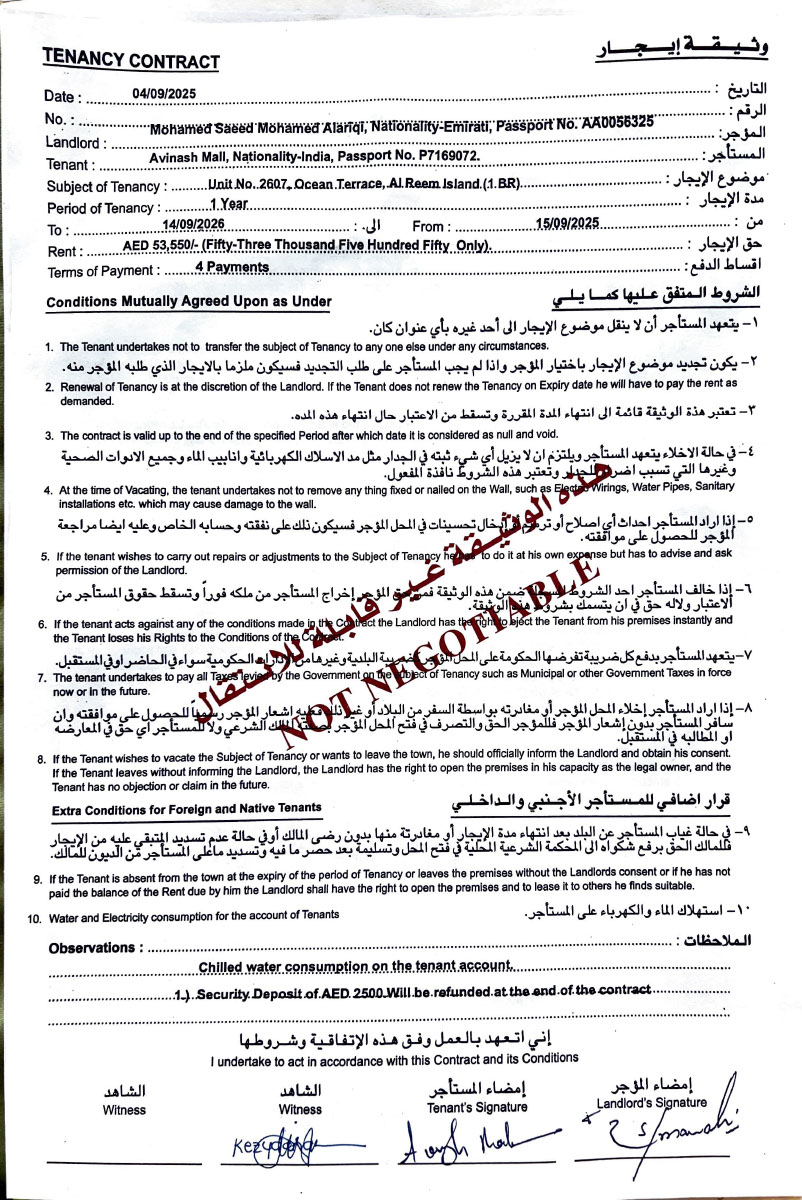 TENANCY CONTRACT
وثيقة إيجار
Date : 04/09/2025 التاريخ :
No. : الرقم :
Landlord : Mohamed Saeed Mohamed Alariqi, Nationality-Emirati, Passport No. AA0056325 المؤجر :
Tenant : Avinash Mall, Nationality-India, Passport No. P7169072. المستأجر :
Subject of Tenancy : Unit No. 2607, Ocean Terrace, Al Reem Island.(1 BR) موضوع الإيجار :
Period of Tenancy : 1 Year مدة الإيجار :
To : 14/09/2026 الى : From : 15/09/2025 من :
Rent : AED 53,550/- (Fifty-Three Thousand Five Hundred Fifty Only). حق الإيجار :
Terms of Payment : 4 Payments اقساط الدفع :
Conditions Mutually Agreed Upon as Under
الشروط المتفق عليها كما يلي
١- يتعهد المستأجر أن لا ينقل موضوع الإيجار الى أحد غيره بأي عنوان كان.
1. The Tenant undertakes not to transfer the subject of Tenancy to any one else under any circumstances.
٢- يكون تجديد موضوع الإيجار باختيار المؤجر واذا لم يجب المستأجر على طلب التجديد فسيكون ملزما بالايجار الذي طلبه المؤجر منه.
2. Renewal of Tenancy is at the discretion of the Landlord. If the Tenant does not renew the Tenancy on Expiry date he will have to pay the rent as
demanded.
٣- تعتبر هذة الوثيقة قائمة الى انتهاء المدة المقررة وتسقط من الاعتبار حال انتهاء هذه المده.
3. The contract is valid up to the end of the specified Period after which date it is considered as null and void.
٤- في حالة الاخلاء يتعهد المستأجر ويلتزم ان لا يزيل أي شيء ثبته في الجدار مثل مد الاسلاك الكهربائية وانابيب الماء وجميع الادوات الصحية
وغيرها التي تسبب اضرر للجدار وتعتبر هذه الشروط نافذة المفعول.
4. At the time of Vacating, the tenant undertakes not to remove any thing fixed or nailed on the Wall, such as Electric Wirings, Water Pipes, Sanitary
installations etc. which may cause damage to the wall.
٥- إذا اراد المستأجر احداث أي اصلاح أو ترميم أو إدخال تحسينات في المحل المؤجر فسيكون ذلك على نفقته وحسابه الخاص وعليه ايضا مراجعة
المؤجر للحصول على موافقته.
5. If the tenant wishes to carry out repairs or adjustments to the Subject of Tenancy he has to do it at his own expense but has to advise and ask
permission of the Landlord.
٦- إذا خالف المستأجر احد الشروط ضمن هذه الوثيقة فمن حق المؤجر إخراج المستأجر من ملكه فوراً وتسقط حقوق المستأجر من
الاعتبار ولاله حق في ان يتسمك بشروط هذه الوثيقة.
6. If the tenant acts against any of the conditions made in the Contract the Landlord has the right to eject the Tenant from his premises instantly and
the Tenant loses his Rights to the Conditions of the Contract.
٧- يتعهد المستأجر بدفع كل ضريبة تفرضها الحكومة على المحل المؤجر كضريبة البلدية وغيرها من الإدارات الحكومية سواء في الحاضر اوفي المستقبل.
7. The tenant undertakes to pay all Taxes levied by the Government on the subject of Tenancy such as Municipal or other Government Taxes in force
now or in the future.
٨- إذا اراد المستأجر إخلاء المحل المؤجر أو مغادرته بواسطة السفر من البلاد أو غير ذلك فعليه إشعار المؤجر رسمياً للحصول على موافقته وان
سافر المستأجر بدون إشعار المؤجر فللمؤجر الحق والتصرف في فتح المحل المؤجر بصفته المالك الشرعي ولا للمستأجر أي حق في المعارضه
او المطالبه في المستقبل.
8. If the Tenant wishes to vacate the Subject of Tenancy or wants to leave the town, he should officially inform the Landlord and obtain his consent.
If the Tenant leaves without informing the Landlord, the Landlord has the right to open the premises in his capacity as the legal owner, and the
Tenant has no objection or claim in the future.
هذه الوثيقة غير قابلة للانتقال
NOT NEGOTIABLE
Extra Conditions for Foreign and Native Tenants
قرار اضافي للمستأجر الأجنبي والداخلي
٩- في حالة غياب المستأجر عن البلد بعد انتهاء مدة الإيجار أو مغادرته منها بدون رضى المالك أوفي حالة عدم تسديد المتبقي عليه من الإيجار
فللمالك الحق برفع شكواه الى المحكمة الشرعية المحلية في فتح المحل وتسليمة بعد حصر ما فيه وتسديد ماعلى المستأجر من الديون للمالك.
9. If the Tenant is absent from the town at the expiry of the period of Tenancy or leaves the premises without the Landlords consent or if he has not
paid the balance of the Rent due by him the Landlord shall have the right to open the premises and to lease it to others he finds suitable.
10. Water and Electricity consumption for the account of Tenants
١٠- استهلاك الماء والكهرباء على المستأجر.
Observations : الملاحظات :
Chilled water consumption on the tenant account.
1.) Security Deposit of AED 2500 Will be refunded at the end of the contract
إني اتعهد بالعمل وفق هذه الإتفاقية وشروطها
I undertake to act in accordance with this Contract and its Conditions
الشاهد الشاهد إمضاء المستأجر إمضاء المؤجر
Witness Witness Tenant's Signature Landlord's Signature